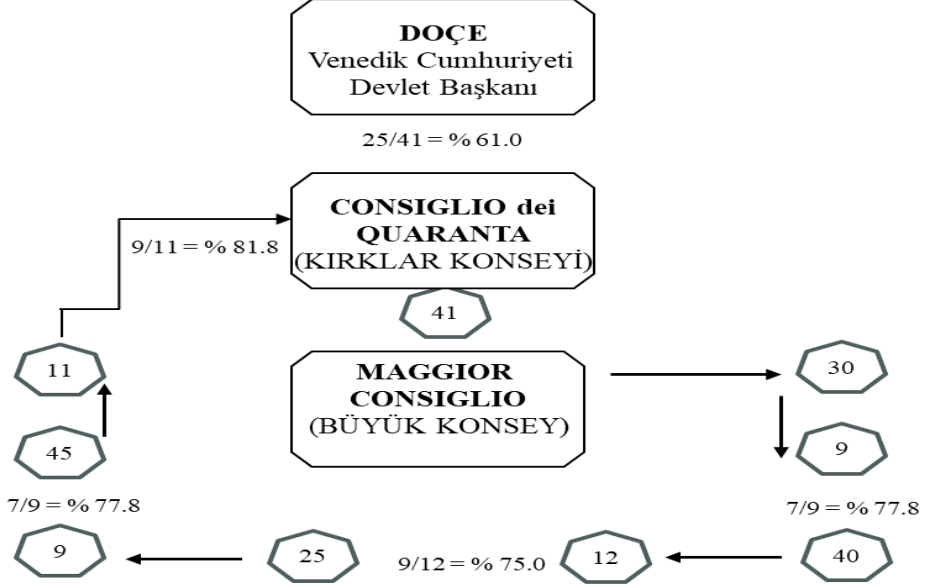 DOÇE
Venedik Cumhuriyeti
Devlet Başkanı
25/41 = % 61.0
CONSIGLIO dei
QUARANTA
(KIRKLAR KONSEYİ)
9/11 = % 81.8
41
MAGGIOR
CONSIGLIO
(BÜYÜK KONSEY)
11
30
45
9
7/9 = % 77.8
7/9 = % 77.8
9
25
9/12 = % 75.0
12
40